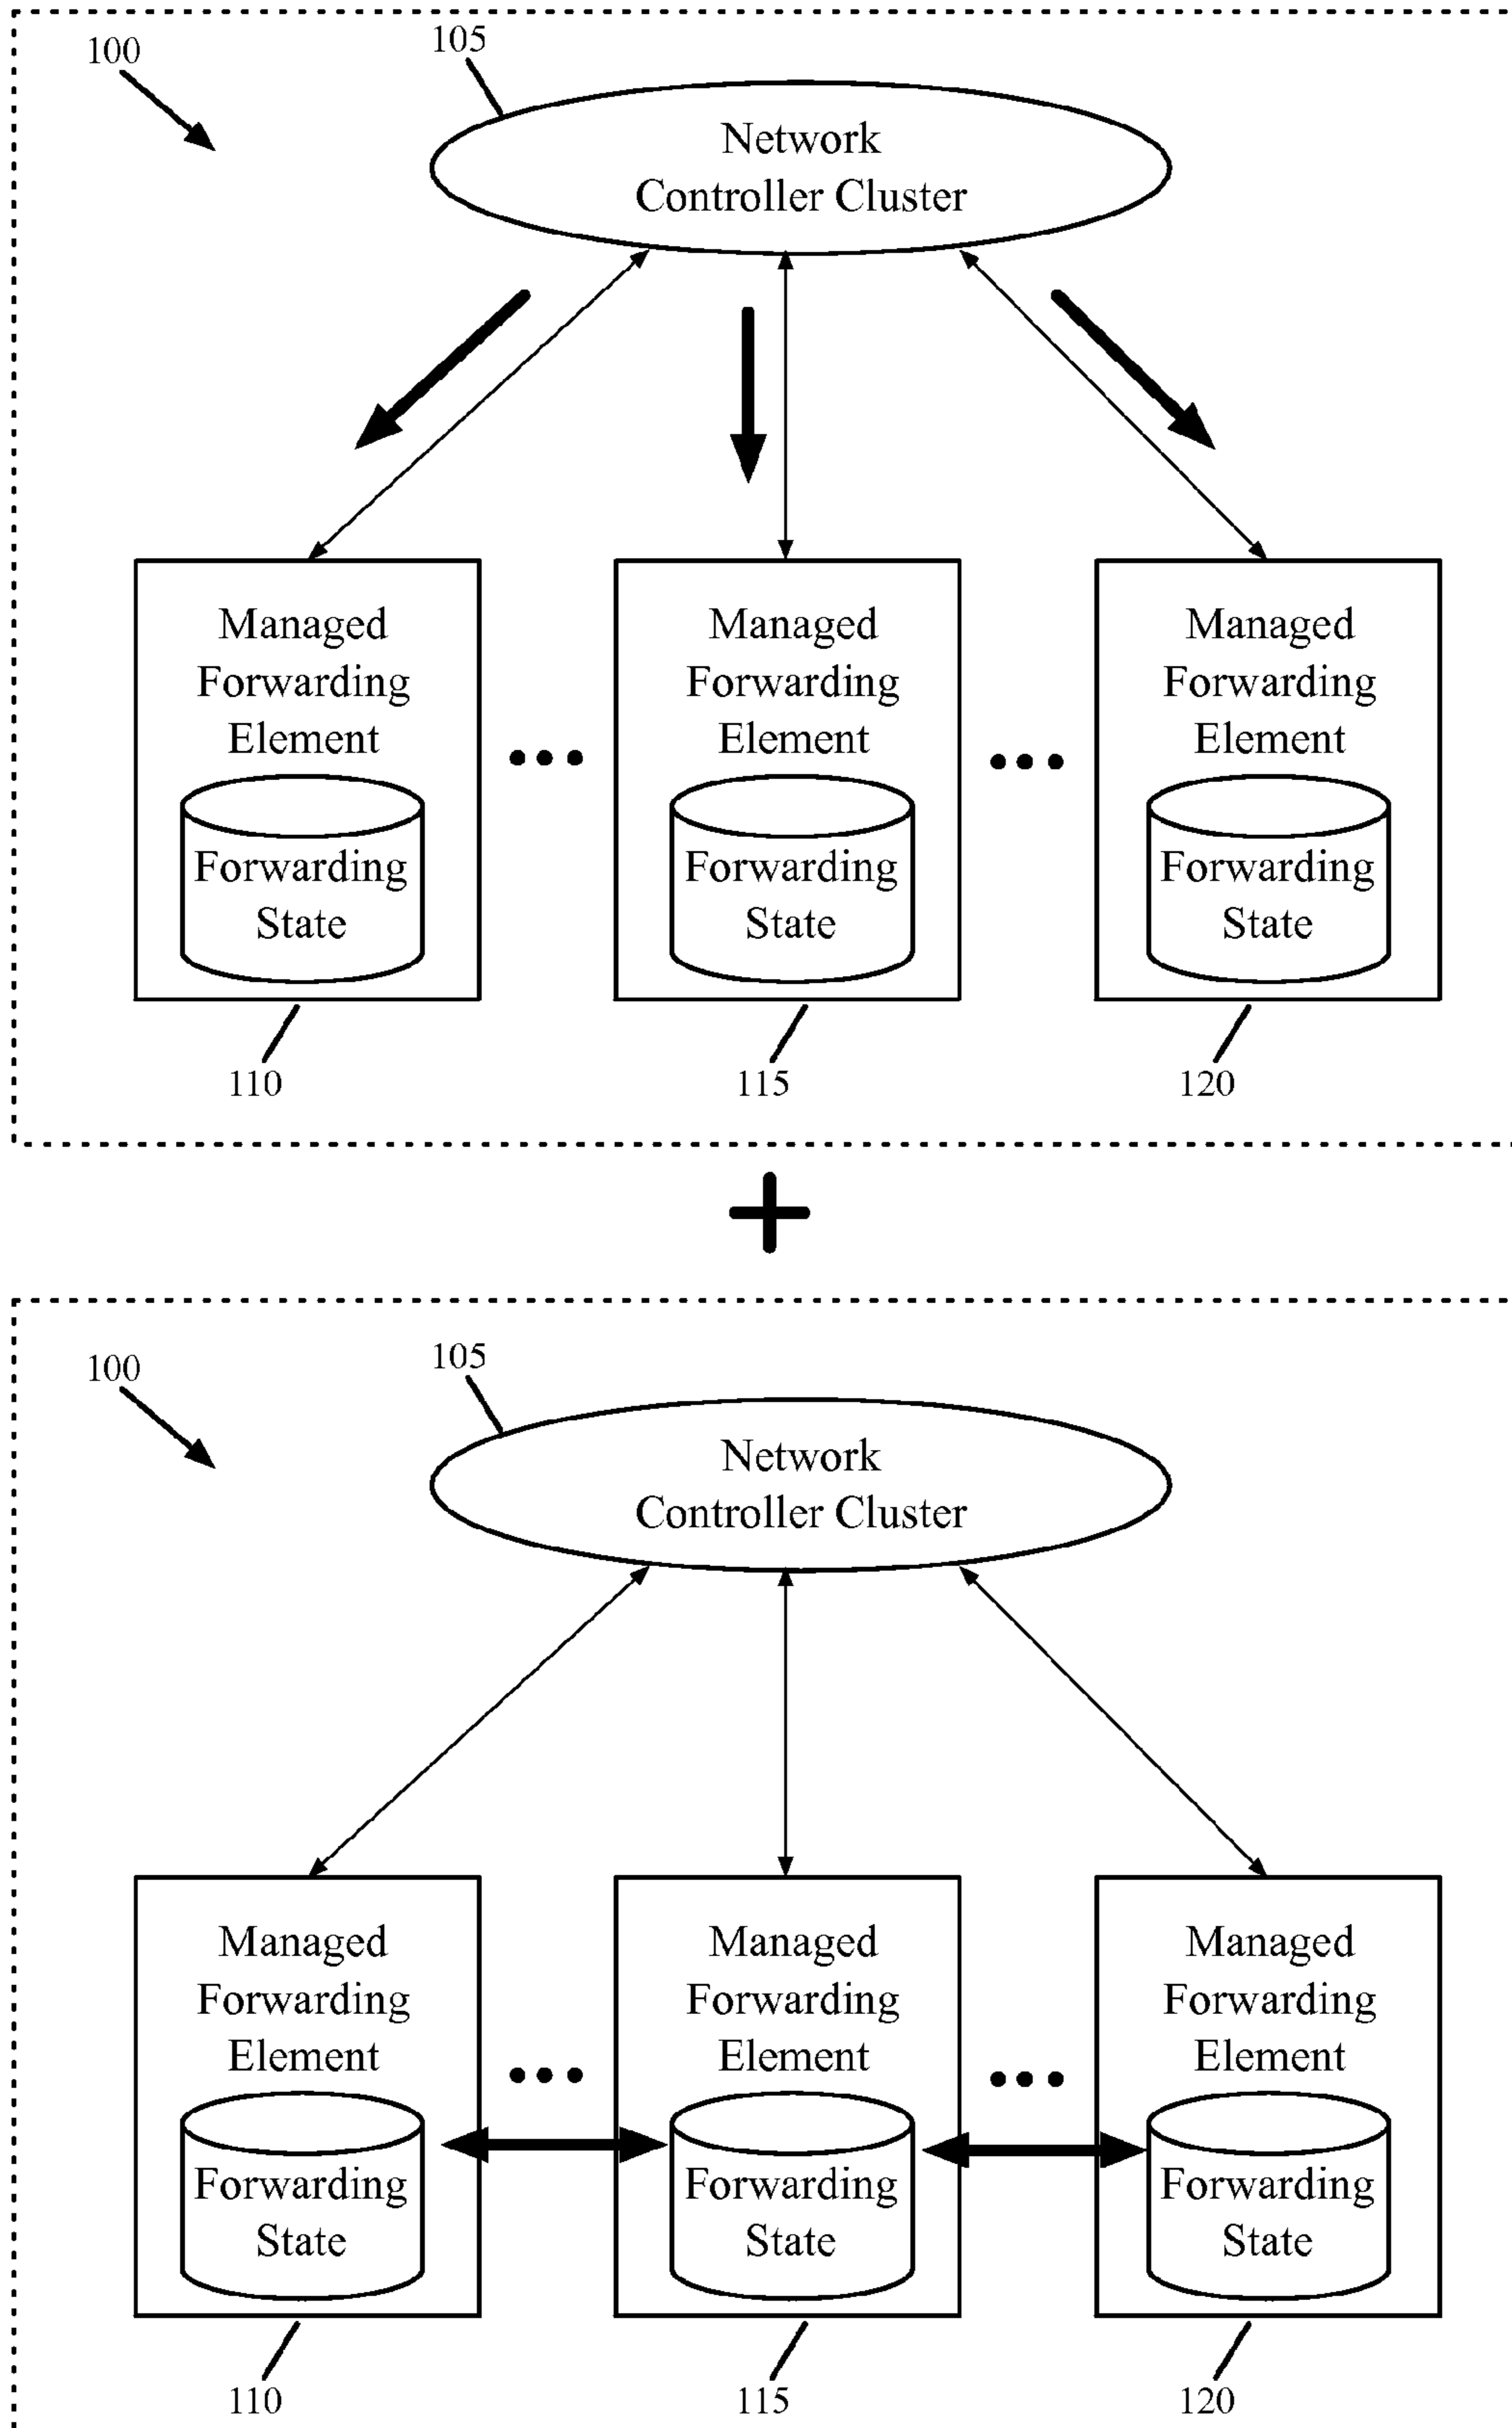 100
105
Network
Controller Cluster
Managed
Forwarding
Element
Forwarding
State
Managed
Forwarding
Element
Forwarding
State
Managed
Forwarding
Element
Forwarding
State
110
115
120
+
100
105
Network
Controller Cluster
Managed
Forwarding
Element
Forwarding
State
Managed
Forwarding
Element
Forwarding
State
Managed
Forwarding
Element
Forwarding
State
110
115
120